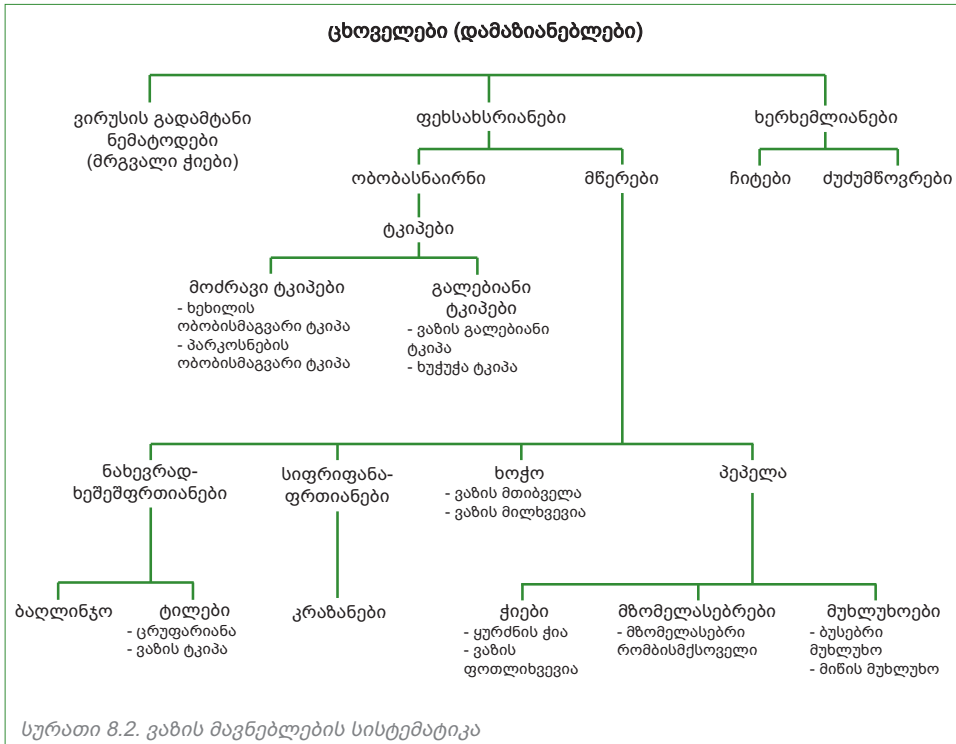 ცხოველები (დამაზიანებლები)
ვირუსის გადამტანი
ნემატოდები
(მრგვალი ჭიები)
ფეხსახსრიანები
ხერხემლიანები
ობობასნაირნი
მწერები
ჩიტები
ძუძუმწოვრები
ტკიპები
მოძრავი ტკიპები
- ხეხილის
ობობისმაგვარი ტკიპა
- პარკოსნების
ობობისმაგვარი ტკიპა
გალებიანი
ტკიპები
- ვაზის გალებიანი
ტკიპა
- ხუჭუჭა ტკიპა
ნახევრად-
ხეშეშფრთიანები
სიფრიფანა-
ფრთიანები
ხოჭო
- ვაზის მთიბველა
- ვაზის მილხვევია
პეპელა
ბაღლინჯო
ტილები
- ცრუფარიანა
- ვაზის ტკიპა
კრაზანები
ჭიები
- ყურძნის ჭია
- ვაზის
ფოთლიხვევია
მზომელასებრები
- მზომელასებრი
რომბისმქსოველი
მუხლუხოები
- ბუსებრი
მუხლუხო
- მიწის მუხლუხო
სურათი 8.2. ვაზის მავნებლების სისტემატიკა